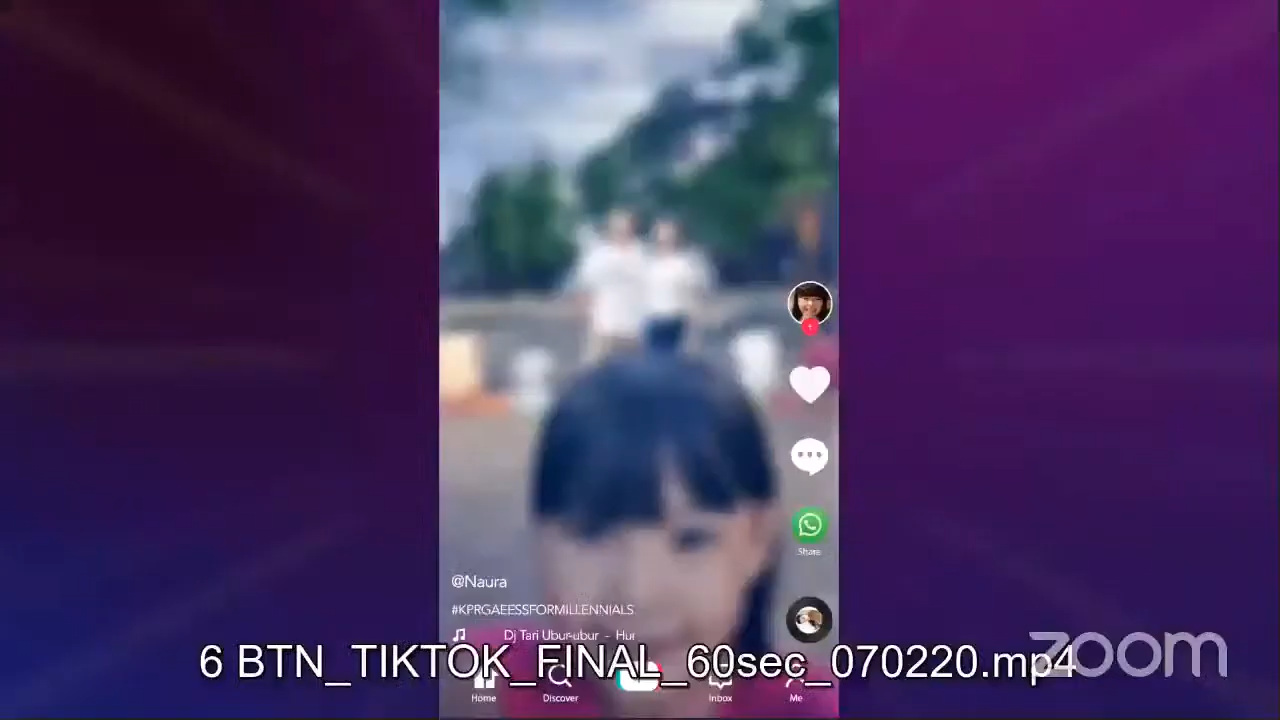 Share
@Naura
#KPRGAEESSFORMILLENNIALS
Dj Tari Ubur-ubur - Hur
zoom
6 BTN_TIKTOK_FINAL_60sec_070220.mp4
Home
Discover
Inbox
Me